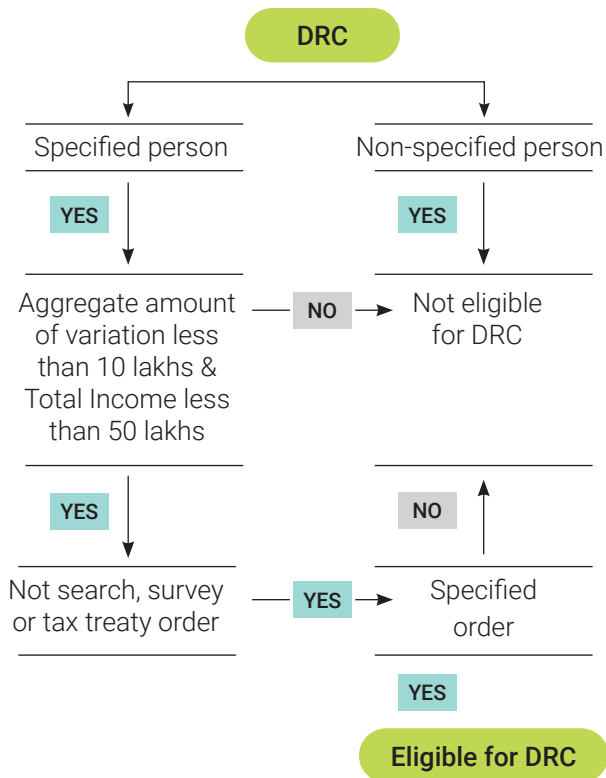 DRC
Specified person
Non-specified person
YES
YES
Aggregate amount
of variation less
than 10 lakhs &
Total Income less
than 50 lakhs
NO
Not eligible
for DRC
YES
NO
Not search, survey
or tax treaty order
YES
Specified
order
YES
Eligible for DRC